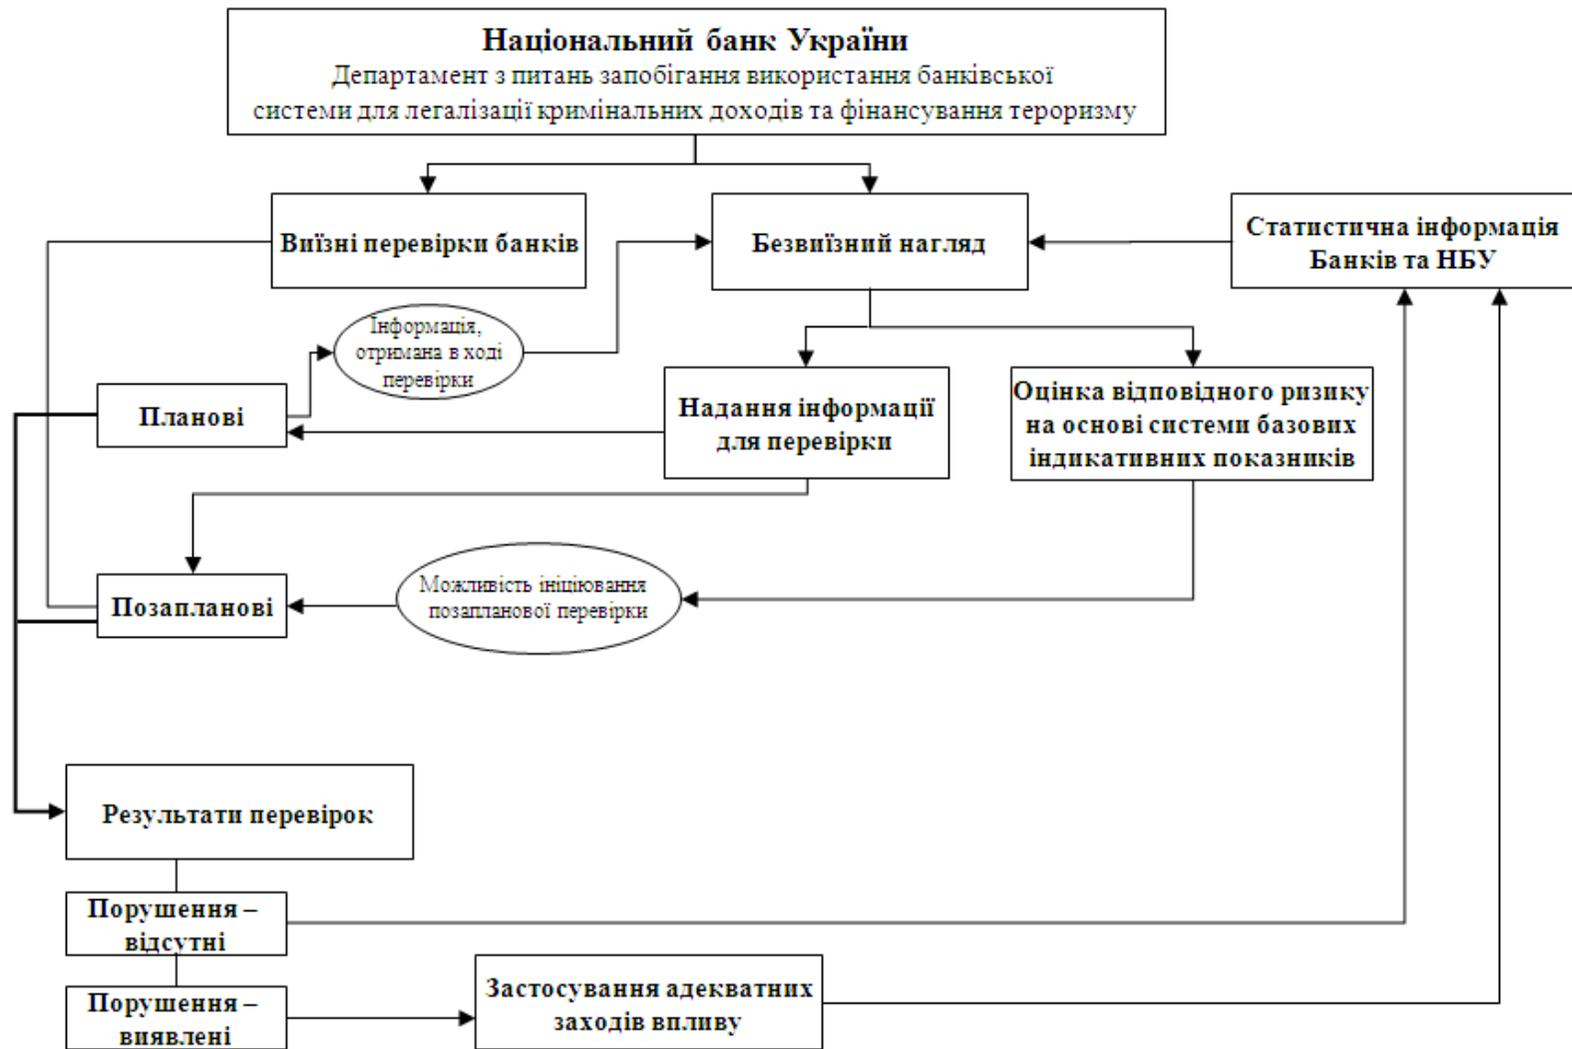 Національний банк України
Департамент з питань запобігання використання банківської
системи для легалізації кримінальних доходів та фінансування тероризму
Виїзні перевірки банків
Безвиїзний нагляд
Статистична інформація
Банків та НБУ
Інформація,
отримана в ході
перевірки
Планові
Надання інформації
для перевірки
Оцінка відповідного ризику
на основі системи базових
індикативних показників
Позапланові
Можливість ініціювання
позапланової перевірки
Результати перевірок
Порушення –
відсутні
Порушення –
виявлені
Застосування адекватних
заходів впливу